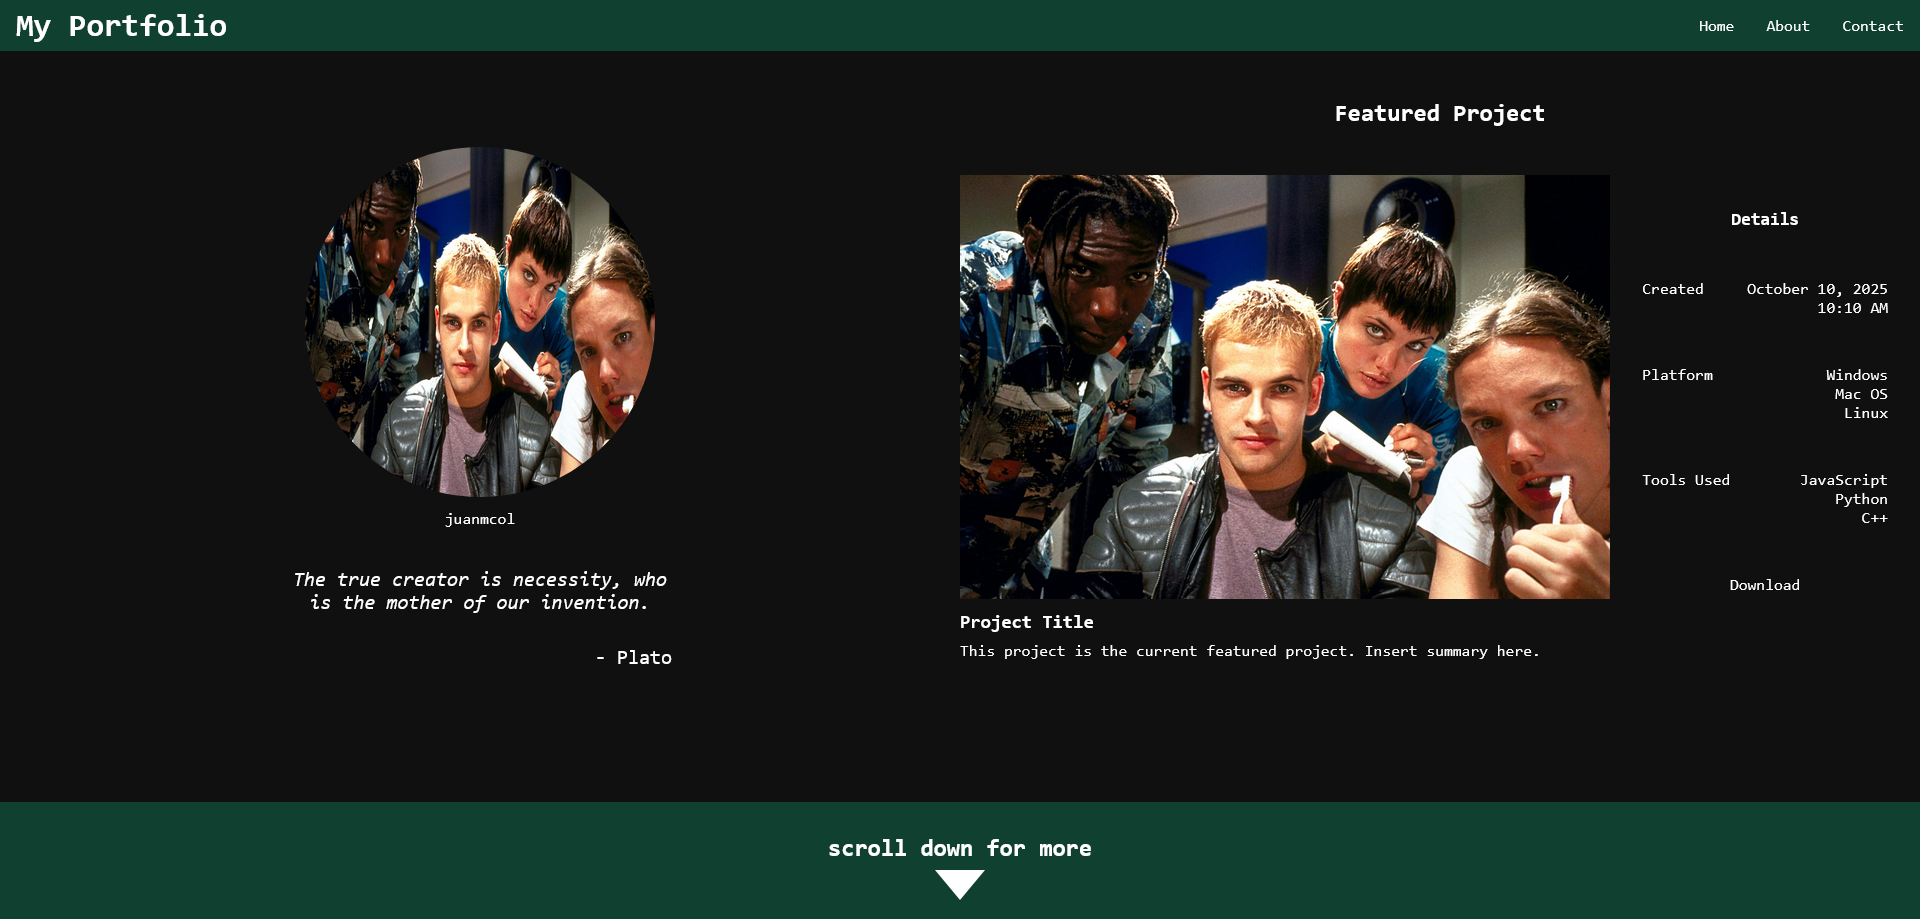 My Portfolio
Home About Contact
juanmcol
The true creator is necessity, who
is the mother of our invention.
- Plato
Featured Project
Project Title
This project is the current featured project. Insert summary here.
Details
Created October 10, 2025
10:10 AM
Platform Windows
Mac OS
Linux
Tools Used JavaScript
Python
C++
Download
scroll down for more